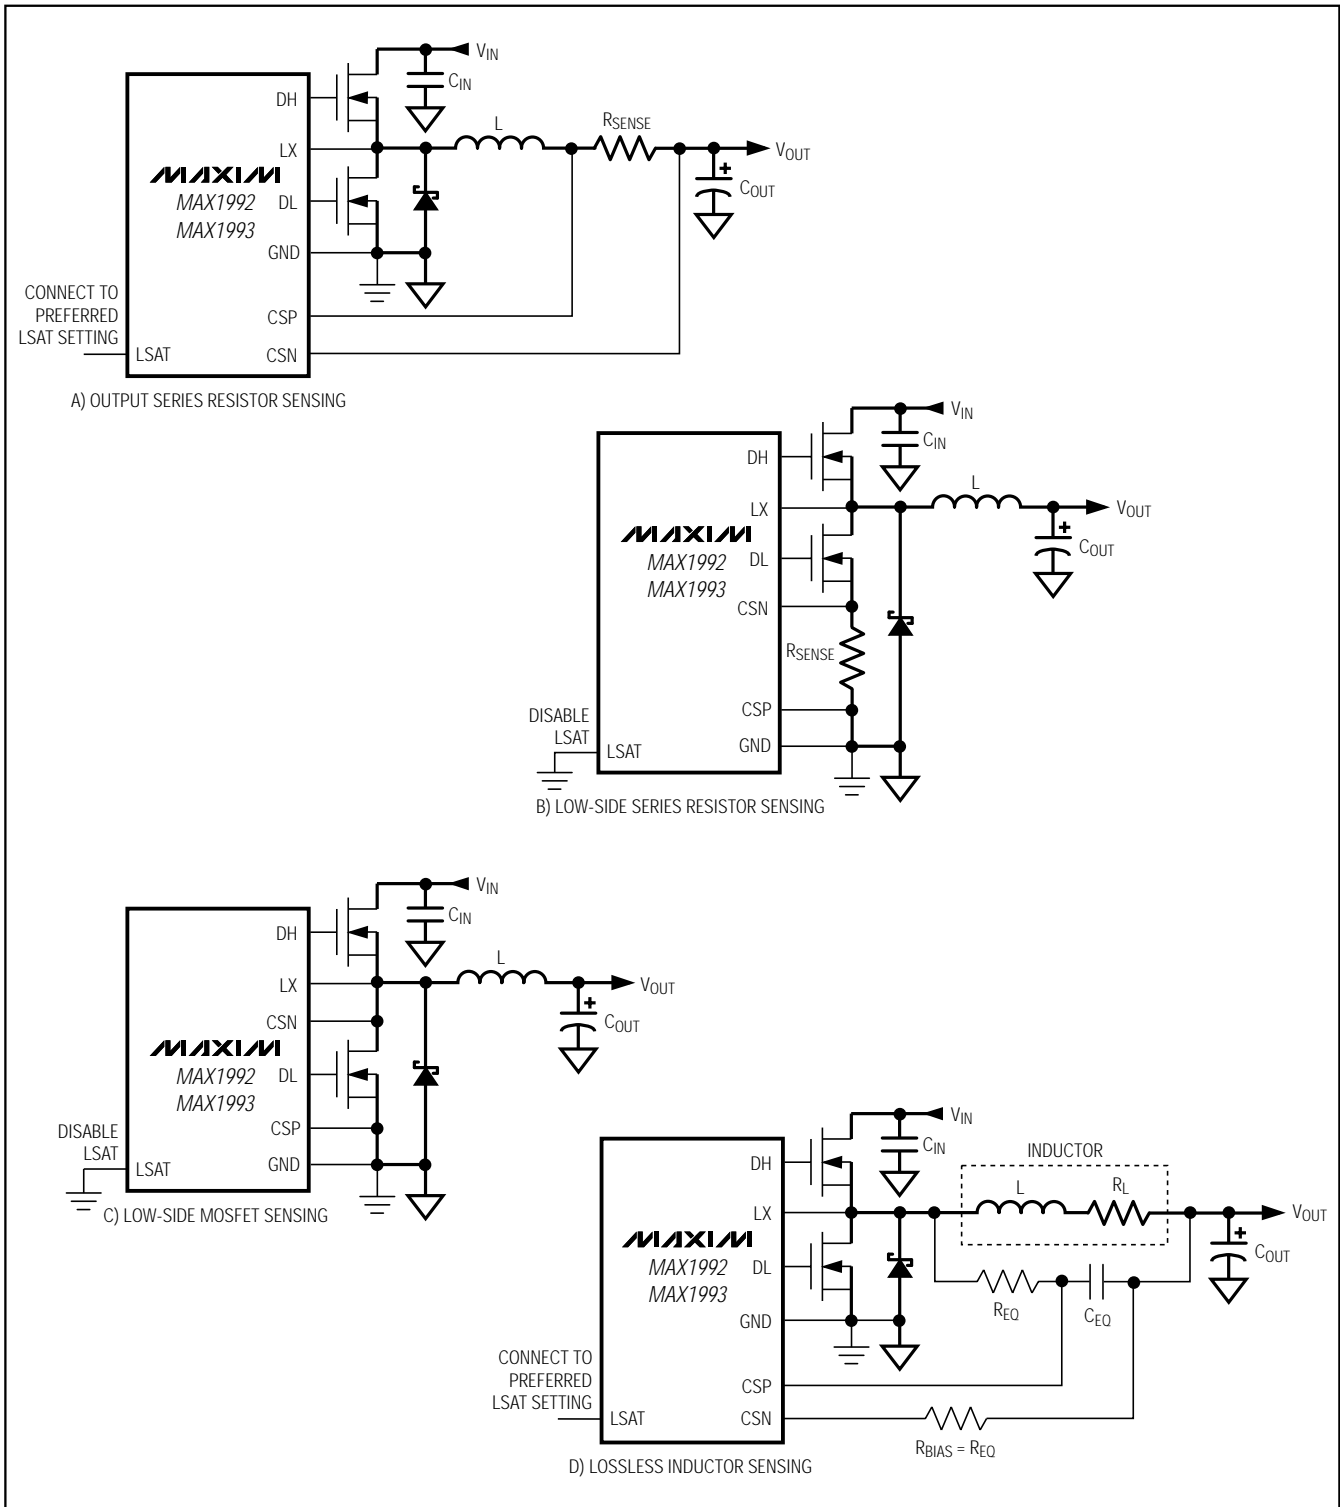 VIN
CIN
DH
L
RSENSE
LX
VOUT
MAXIM
MAX1992
MAX1993
DL
COUT
GND
CONNECT TO
PREFERRED
LSAT SETTING
CSP
LSAT
CSN
A) OUTPUT SERIES RESISTOR SENSING
VIN
CIN
DH
L
LX
VOUT
MAXIM
MAX1992
MAX1993
DL
COUT
CSN
RSENSE
CSP
DISABLE
LSAT
LSAT
GND
B) LOW-SIDE SERIES RESISTOR SENSING
VIN
CIN
DH
L
LX
VOUT
CSN
COUT
MAXIM
MAX1992
MAX1993
DL
CSP
DISABLE
LSAT
LSAT
GND
C) LOW-SIDE MOSFET SENSING
VIN
CIN
INDUCTOR
DH
L
RL
LX
VOUT
MAXIM
MAX1992
MAX1993
DL
COUT
REQ
CEQ
GND
CONNECT TO
PREFERRED
LSAT SETTING
CSP
LSAT
CSN
RBIAS = REQ
D) LOSSLESS INDUCTOR SENSING